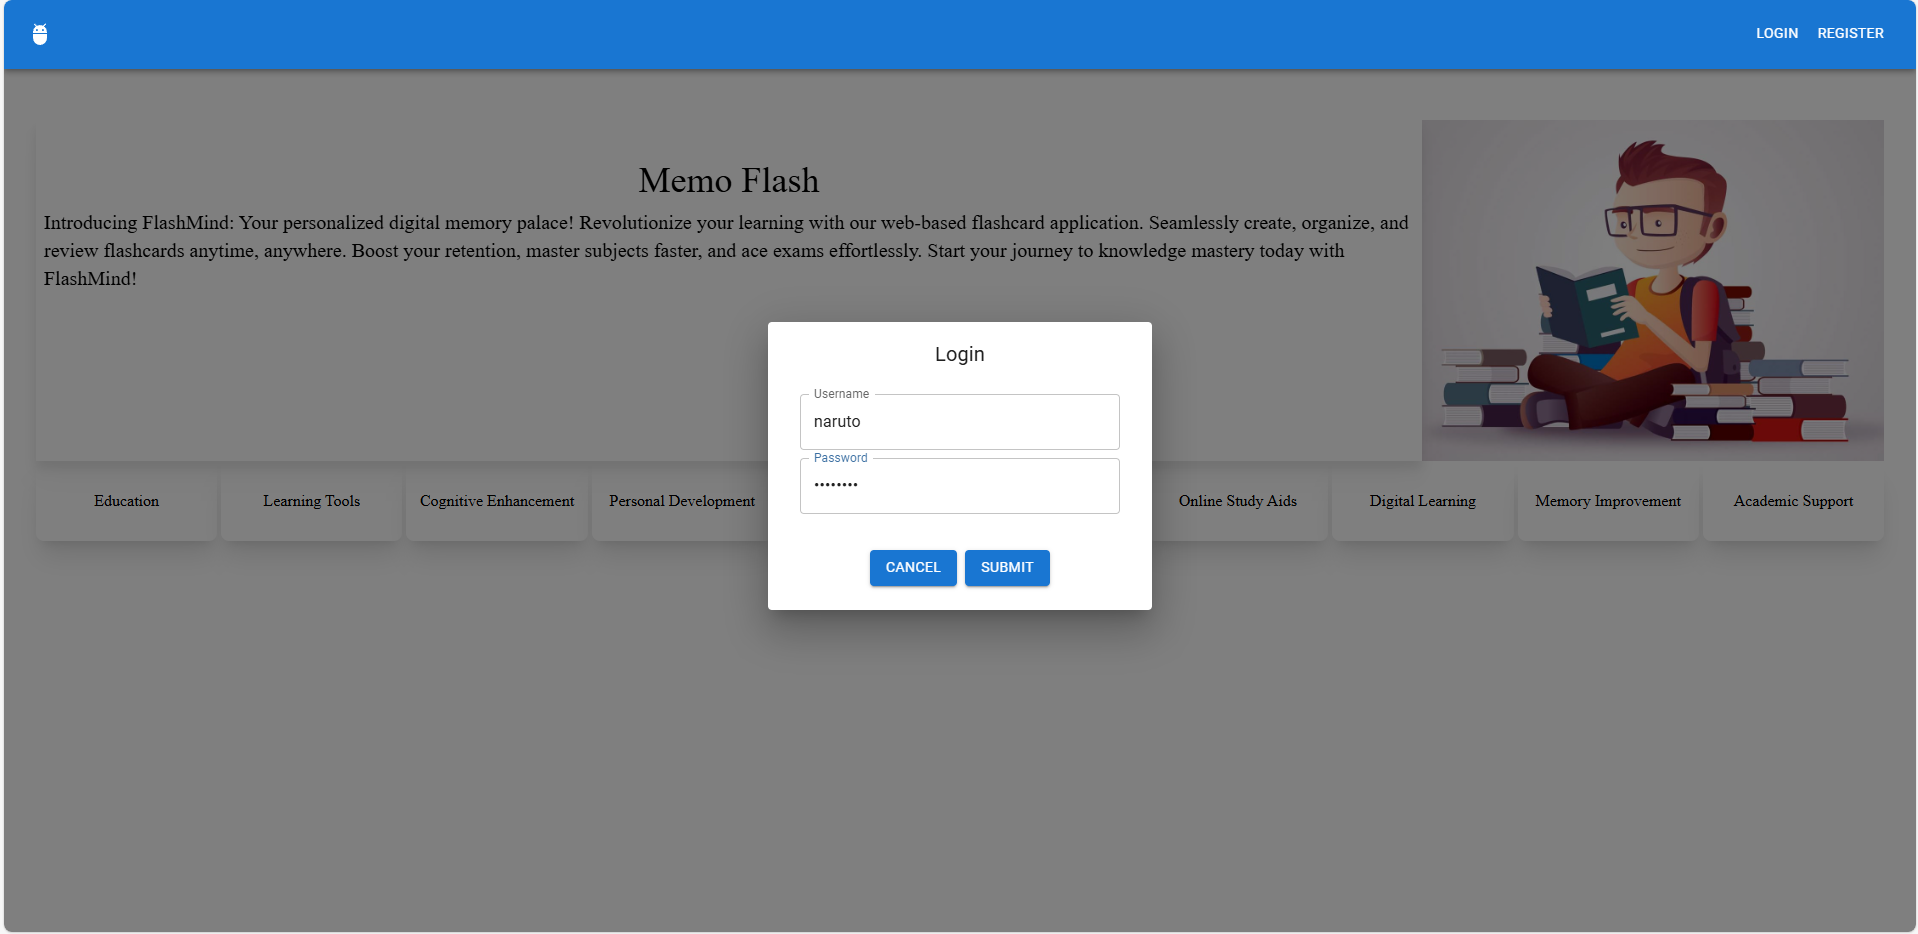 LOGIN REGISTER
Memo Flash
Introducing FlashMind: Your personalized digital memory palace! Revolutionize your learning with our web-based flashcard application. Seamlessly create, organize, and
review flashcards anytime, anywhere. Boost your retention, master subjects faster, and ace exams effortlessly. Start your journey to knowledge mastery today with
FlashMind!
Login
Username
naruto
Password
••••••••
CANCEL SUBMIT
Education Learning Tools Cognitive Enhancement Personal Development Online Study Aids Digital Learning Memory Improvement Academic Support